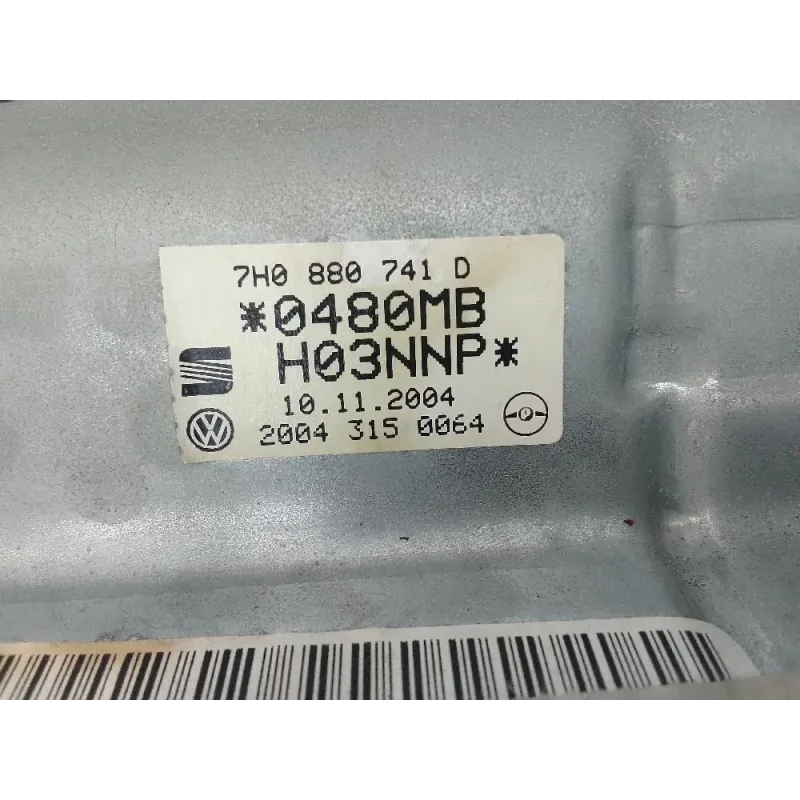 7H0 880 741 D
*0480MB
H03NNP*
10.11.2004
2004 315 0064